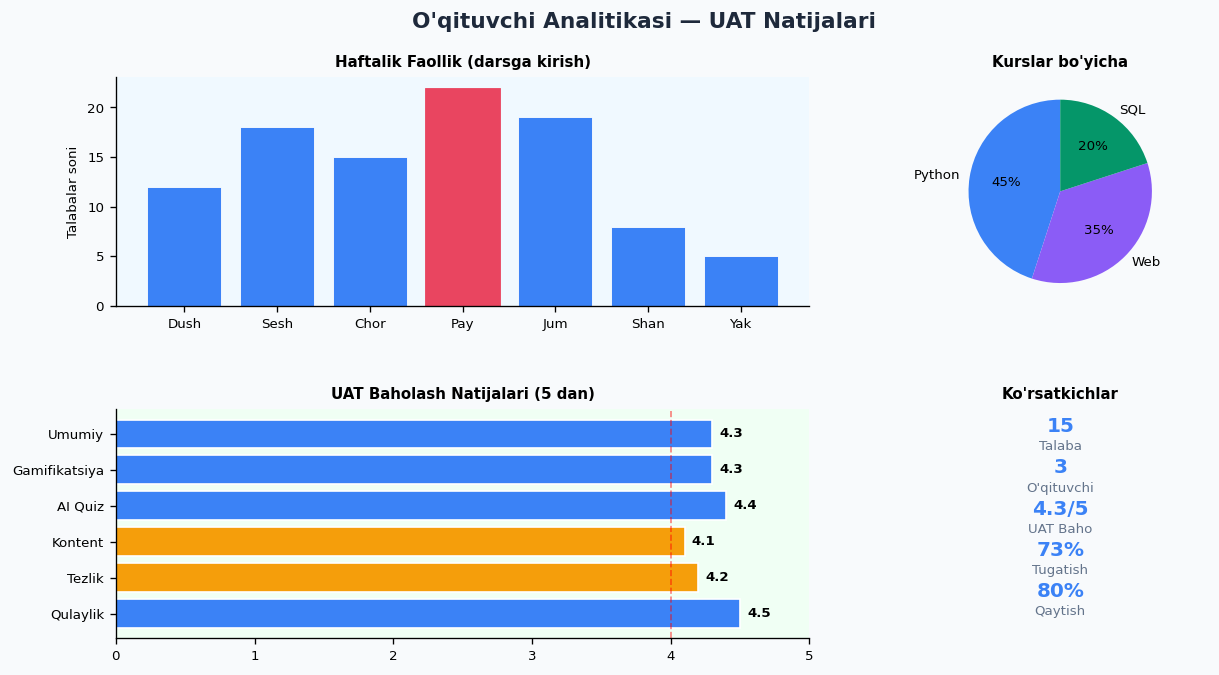 O'qituvchi Analitikasi — UAT Natijalari
Haftalik Faollik (darsga kirish)
Talabalar soni
20
15
10
5
0
Dush Sesh Chor Pay Jum Shan Yak
Kurslar bo'yicha
SQL
20%
Python
45%
35%
Web
UAT Baholash Natijalari (5 dan)
Umumiy 4.3
Gamifikatsiya 4.3
AI Quiz 4.4
Kontent 4.1
Tezlik 4.2
Qulaylik 4.5
0 1 2 3 4 5
Ko'rsatkichlar
15
Talaba
3
O'qituvchi
4.3/5
UAT Baho
73%
Tugatish
80%
Qaytish